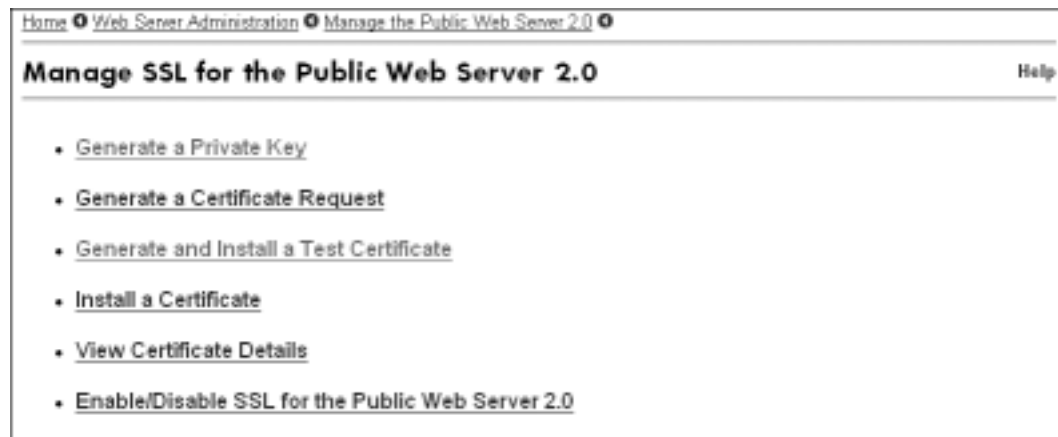 Home Web Server Administration Manage the Public Web Server 2.0
Manage SSL for the Public Web Server 2.0 Help
• Generate a Private Key
• Generate a Certificate Request
• Generate and Install a Test Certificate
• Install a Certificate
• View Certificate Details
• Enable/Disable SSL for the Public Web Server 2.0